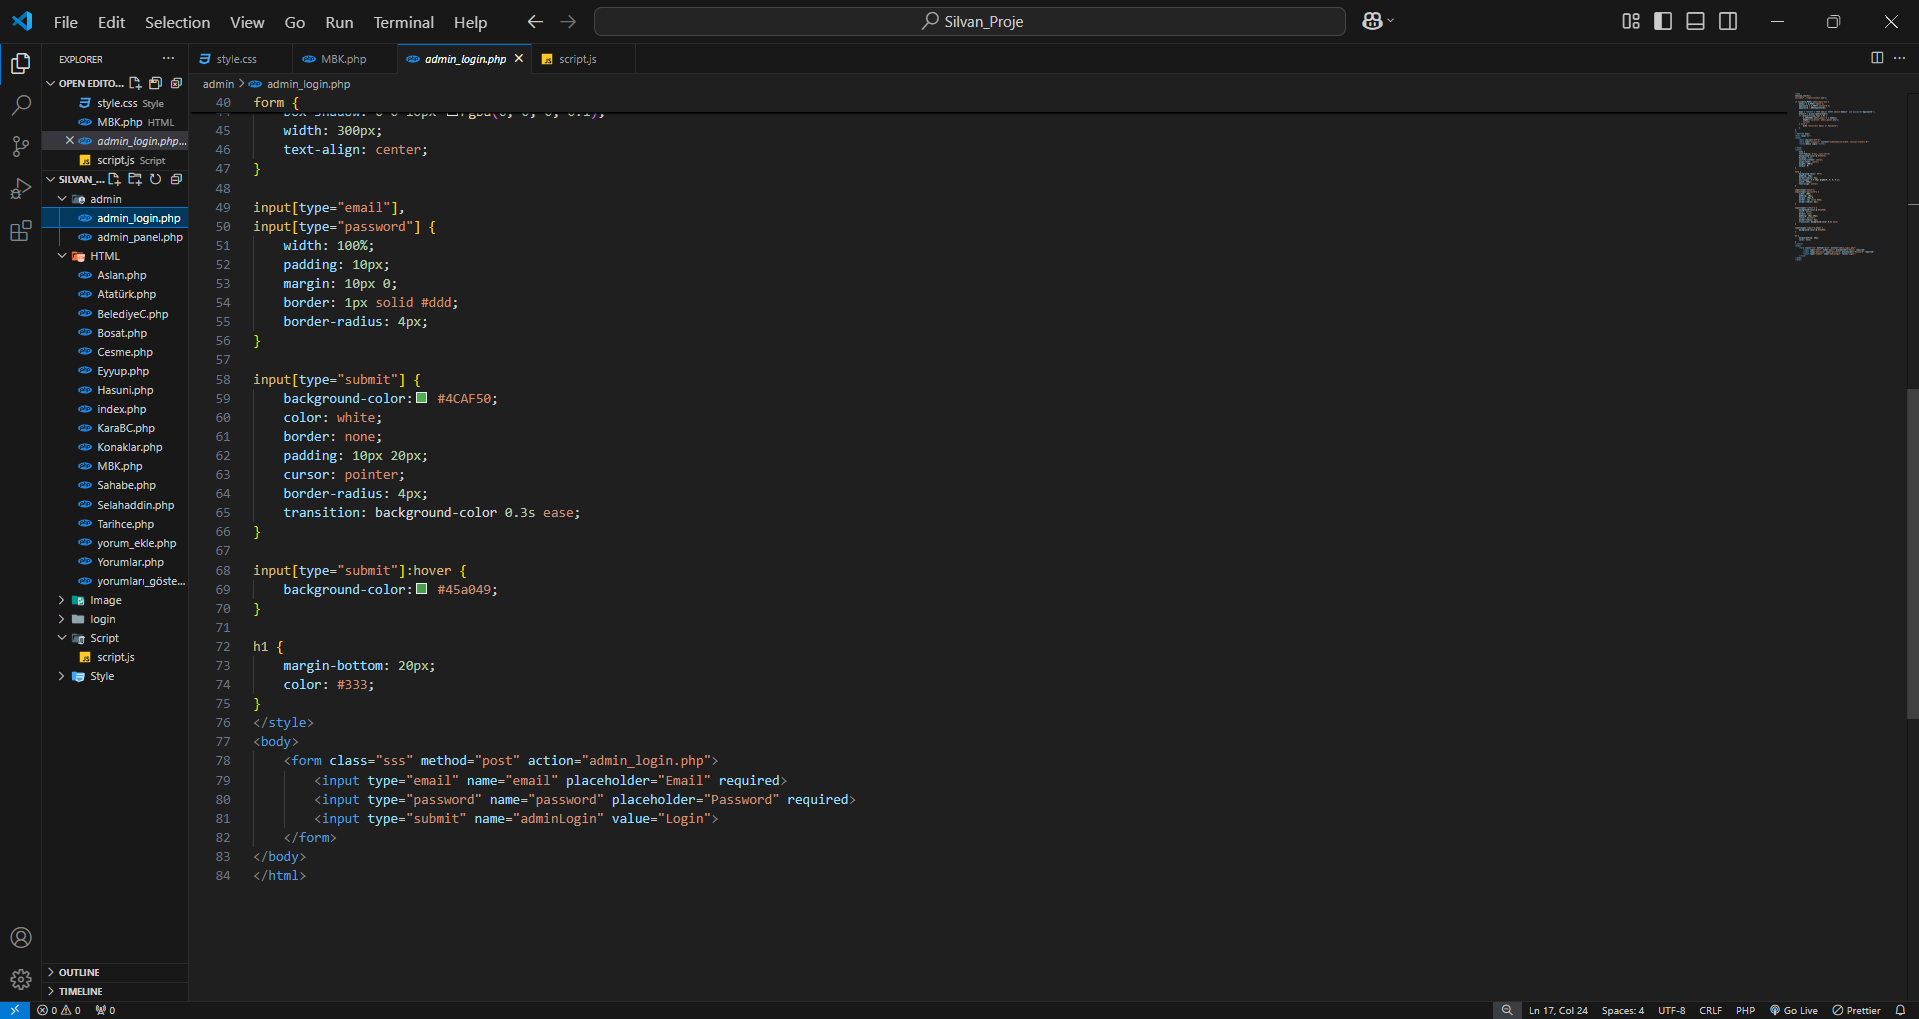 File Edit Selection View Go Run Terminal Help
Silvan_Proje
EXPLORER
OPEN EDITO...
style.css Style
MBK.php HTML
admin_login.php...
script.js Script
SILVAN_...
admin
admin_login.php
admin_panel.php
HTML
Aslan.php
Atatürk.php
BelediyeC.php
Bosat.php
Cesme.php
Eyyup.php
Hasuni.php
index.php
KaraBC.php
Konaklar.php
MBK.php
Sahabe.php
Selahaddin.php
Tarihce.php
yorum_ekle.php
Yorumlar.php
yorumları_göste...
Image
login
Script
script.js
Style
OUTLINE
TIMELINE
style.css MBK.php admin_login.php script.js
admin > admin_login.php
40 form {
45 width: 300px;
46 text-align: center;
47 }
48
49 input[type="email"],
50 input[type="password"] {
51 width: 100%;
52 padding: 10px;
53 margin: 10px 0;
54 border: 1px solid #ddd;
55 border-radius: 4px;
56 }
57
58 input[type="submit"] {
59 background-color: #4CAF50;
60 color: white;
61 border: none;
62 padding: 10px 20px;
63 cursor: pointer;
64 border-radius: 4px;
65 transition: background-color 0.3s ease;
66 }
67
68 input[type="submit"]:hover {
69 background-color: #45a049;
70 }
71
72 h1 {
73 margin-bottom: 20px;
74 color: #333;
75 }
76 </style>
77 <body>
78 <form class="sss" method="post" action="admin_login.php">
79 <input type="email" name="email" placeholder="Email" required>
80 <input type="password" name="password" placeholder="Password" required>
81 <input type="submit" name="adminLogin" value="Login">
82 </form>
83 </body>
84 </html>
0 0 0
Ln 17, Col 24 Spaces: 4 UTF-8 CRLF PHP Go Live Prettier